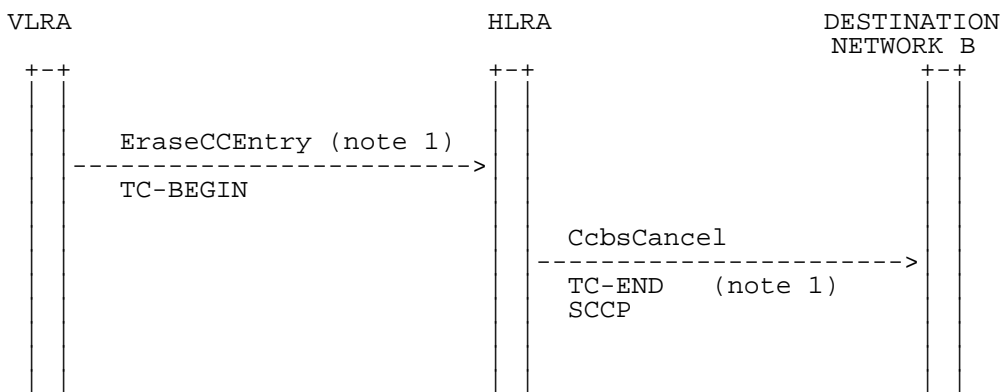 VLRA HLRA DESTINATION
NETWORK B
EraseCCEntry (note 1)
TC-BEGIN
CcbsCancel
TC-END (note 1)
SCCP